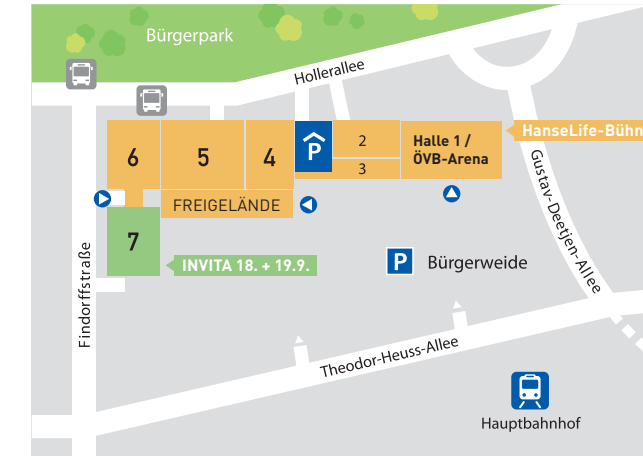 Bürgerpark
Hollerallee
6
5
4
P
2
3
Halle 1 /
ÖVB-Arena
HanseLife-Bühn
FREIGELÄNDE
7
INVITA 18. + 19.9.
P
Bürgerweide
Findorffstraße
Gustav-Deetjen-Allee
Theodor-Heuss-Allee
Hauptbahnhof